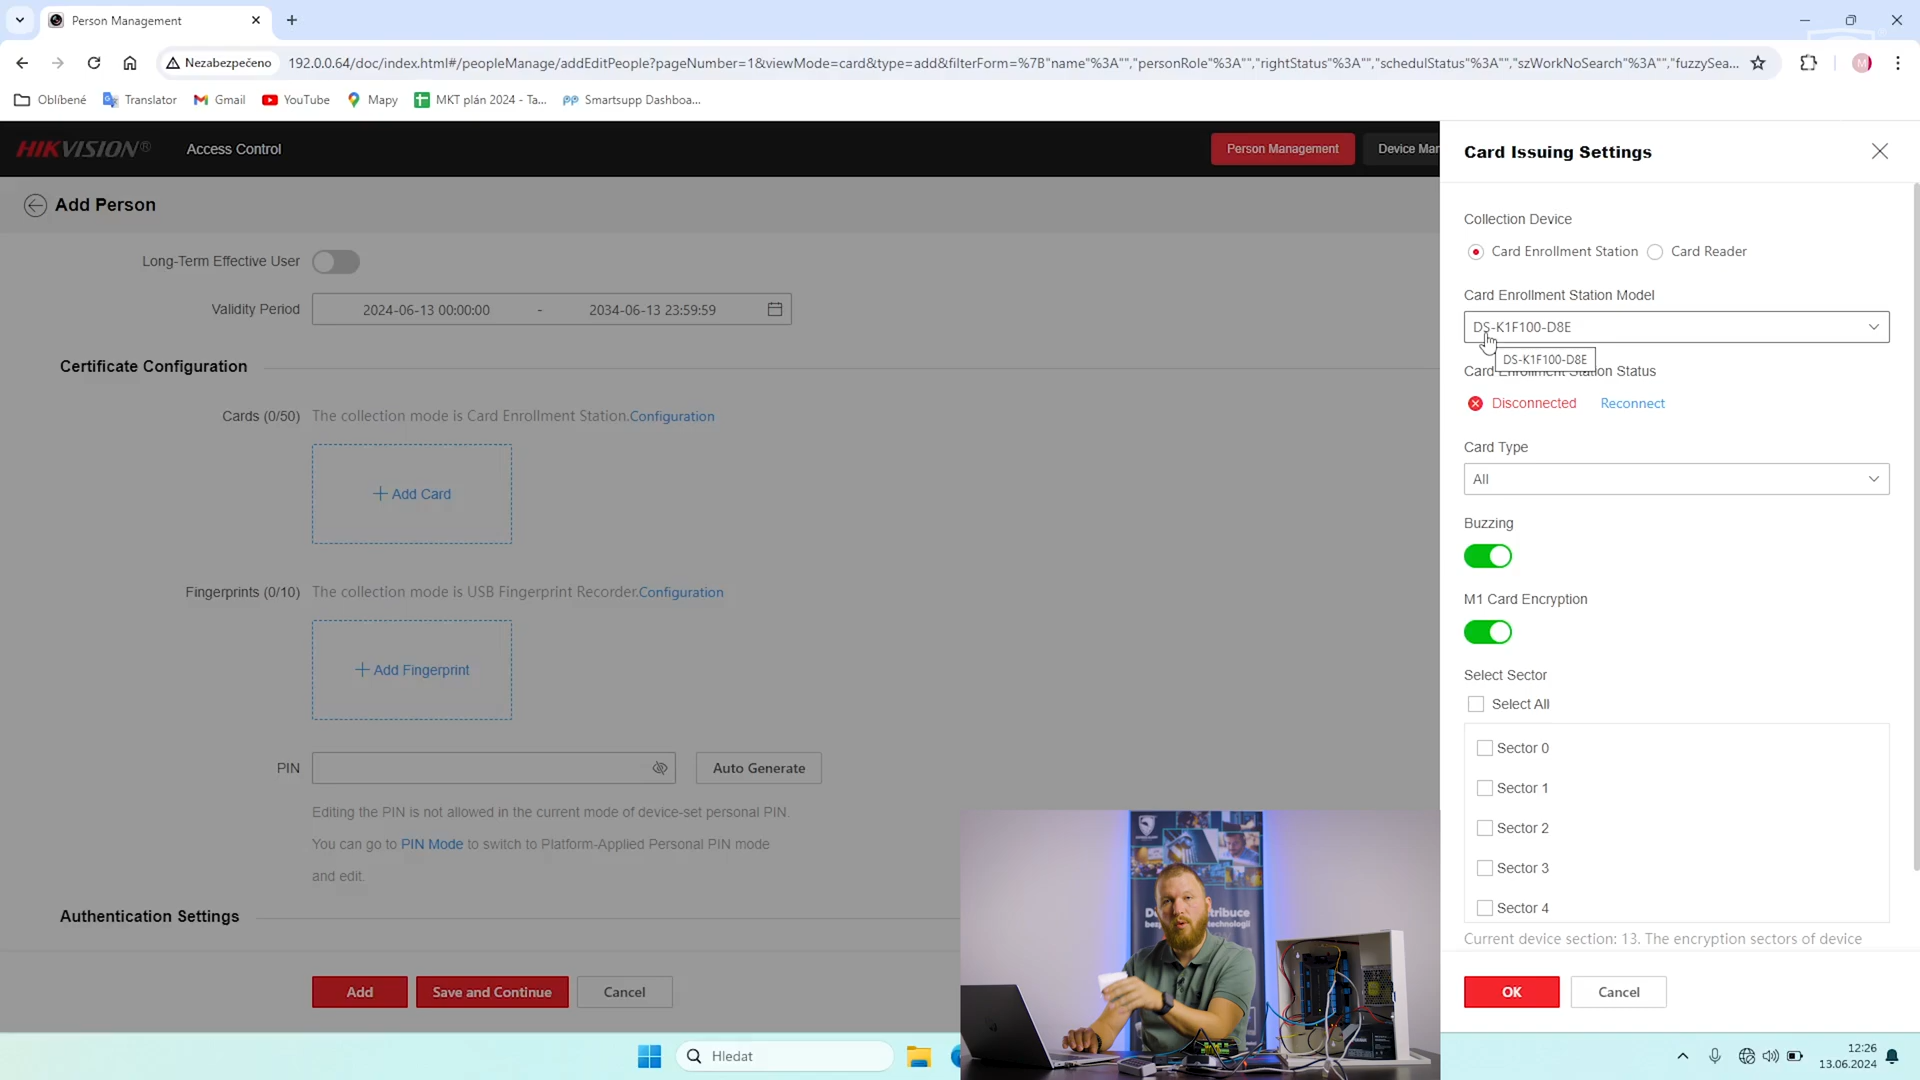 Person Management
Nezabezpečeno
192.0.0.64/doc/index.html#/peopleManage/addEditPeople?pageNumber=1&viewMode=card&type=add&filterForm=%7B"name"%3A"","personRole"%3A"","rightStatus"%3A"","schedulStatus"%3A"","szWorkNoSearch"%3A"","fuzzySea...
M
Oblíbené
Translator
Gmail
YouTube
Mapy
MKT plán 2024 - Ta...
Smartsupp Dashboa...
HIKVISION®
Access Control
Person Management
Device Mar
Add Person
Long-Term Effective User
Validity Period
2024-06-13 00:00:00 - 2034-06-13 23:59:59
Certificate Configuration
Cards (0/50) The collection mode is Card Enrollment Station.Configuration
+ Add Card
Fingerprints (0/10) The collection mode is USB Fingerprint Recorder.Configuration
+ Add Fingerprint
PIN
Auto Generate
Editing the PIN is not allowed in the current mode of device-set personal PIN.
You can go to PIN Mode to switch to Platform-Applied Personal PIN mode
and edit.
Authentication Settings
Add
Save and Continue
Cancel
Card Issuing Settings
Collection Device
Card Enrollment Station
Card Reader
Card Enrollment Station Model
DS-K1F100-D8E
DS-K1F100-D8E
Card Enrollment Station Status
Disconnected
Reconnect
Card Type
All
Buzzing
M1 Card Encryption
Select Sector
Select All
Sector 0
Sector 1
Sector 2
Sector 3
Sector 4
Current device section: 13. The encryption sectors of device
OK
Cancel
Hledat
12:26
13.06.2024